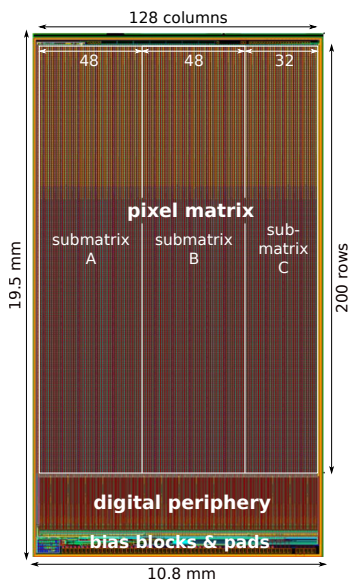 128 columns
48 48 32
pixel matrix
submatrix
A
submatrix
B
sub-
matrix
C
19.5 mm
200 rows
digital periphery
bias blocks & pads
10.8 mm